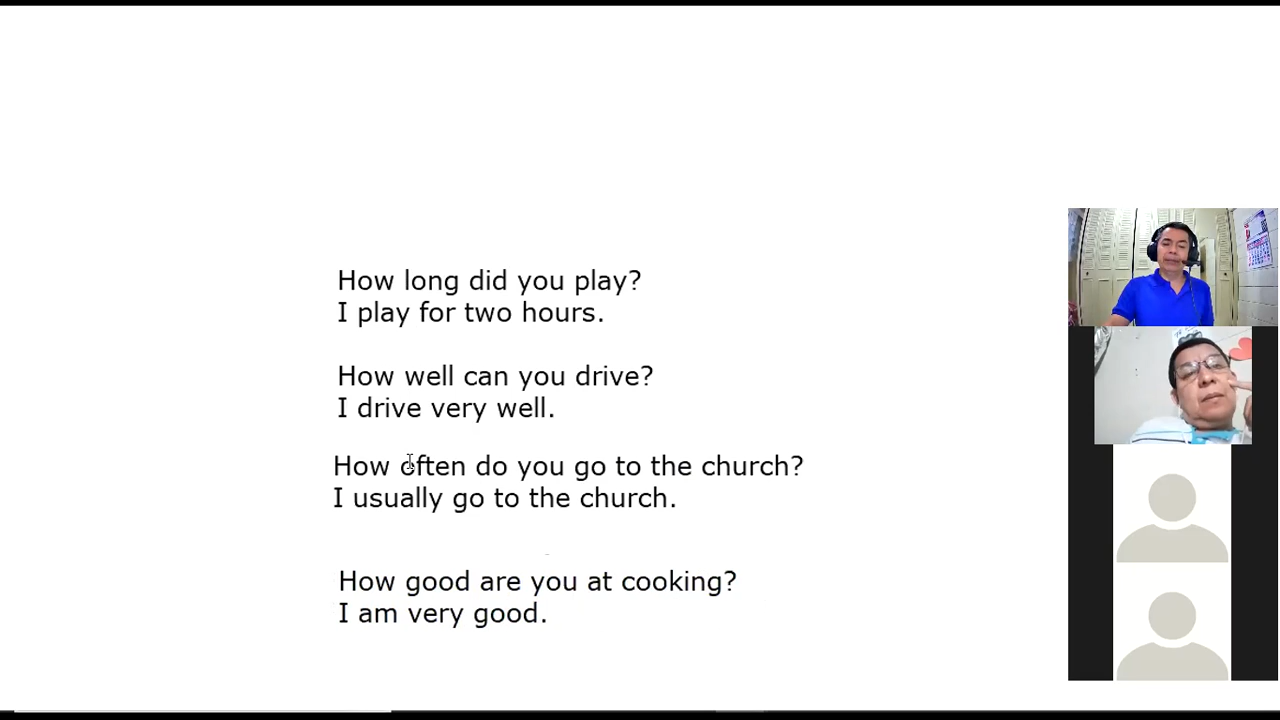 How long did you play?
I play for two hours.
How well can you drive?
I drive very well.
How often do you go to the church?
I usually go to the church.
How good are you at cooking?
I am very good.